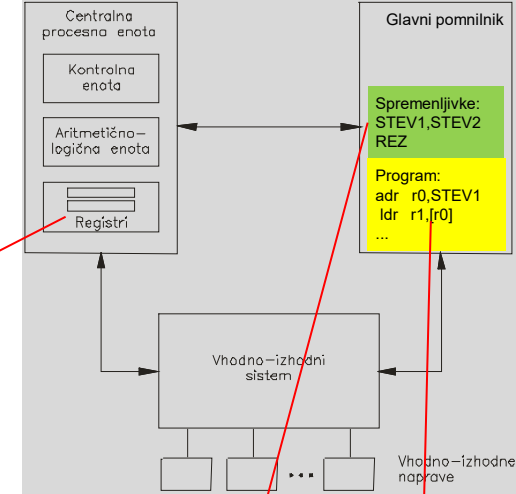 Centralna
procesna enota
Kontrolna
enota
Aritmetično–
logična enota
Registri
Glavni pomnilnik
Spremenljivke:
STEV1,STEV2
REZ
Program:
adr r0,STEV1
ldr r1,[r0]
...
Vhodno–izhodni
sistem
Vhodno–izhodne
naprave